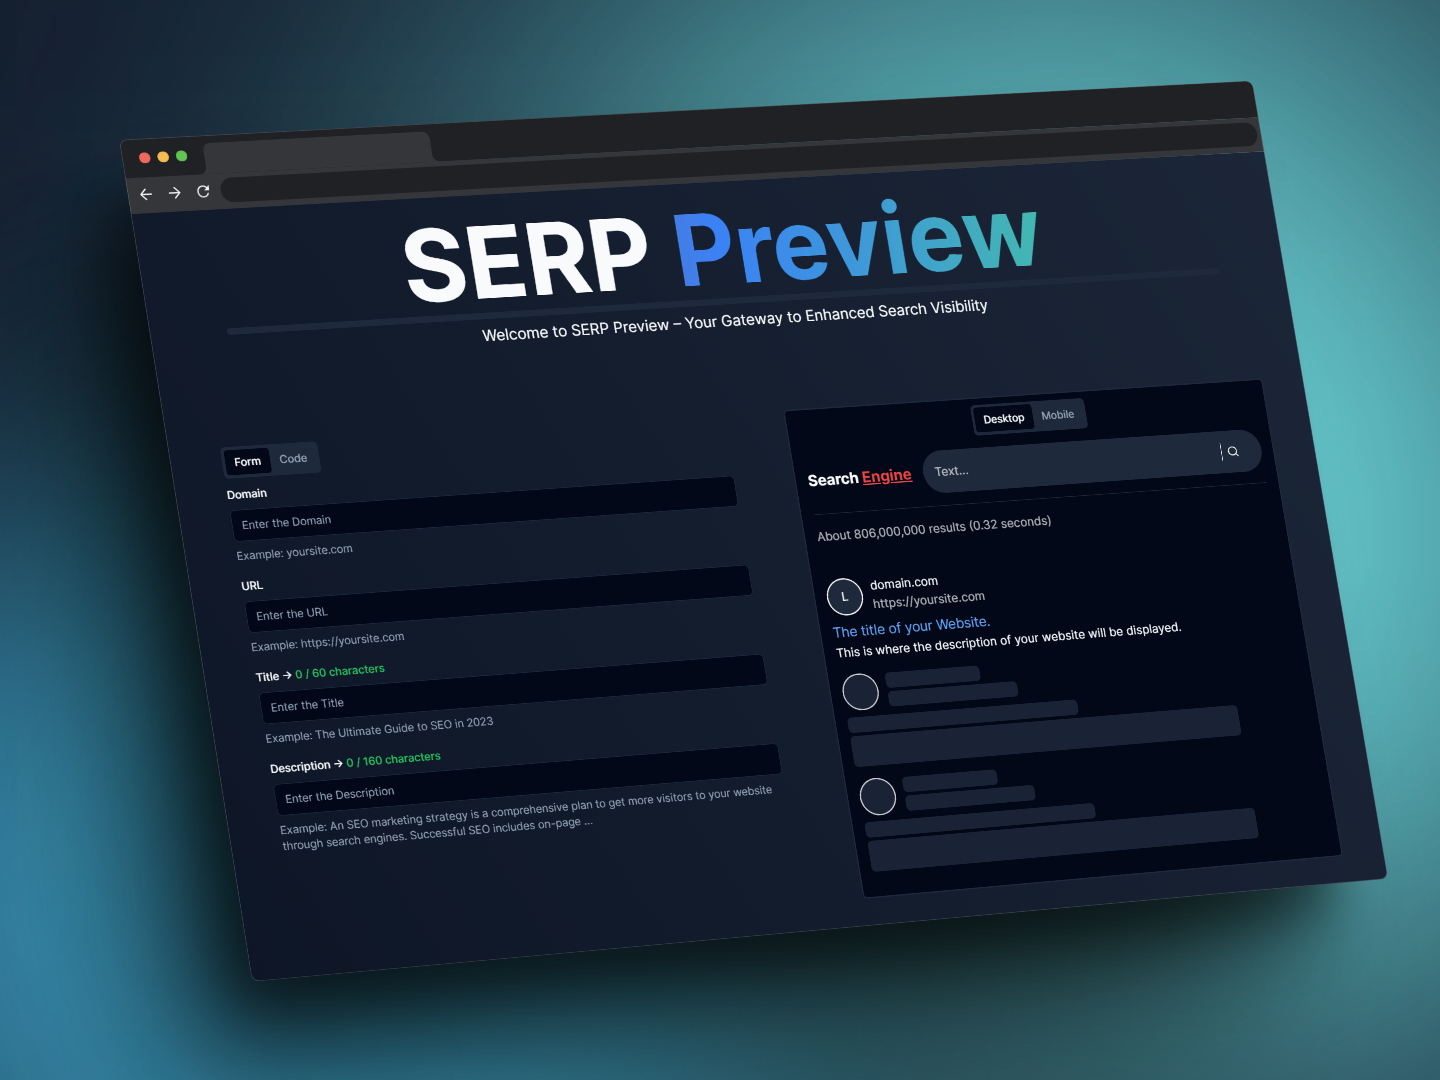 SERP Preview
Welcome to SERP Preview – Your Gateway to Enhanced Search Visibility
Form Code
Domain
Enter the Domain
Example: yoursite.com
URL
Enter the URL
Example: https://yoursite.com
Title → 0 / 60 characters
Enter the Title
Example: The Ultimate Guide to SEO in 2023
Description → 0 / 160 characters
Enter the Description
Example: An SEO marketing strategy is a comprehensive plan to get more visitors to your website
through search engines. Successful SEO includes on-page ...
Desktop Mobile
Search Engine Text...
About 806,000,000 results (0.32 seconds)
L
domain.com
https://yoursite.com
The title of your Website.
This is where the description of your website will be displayed.